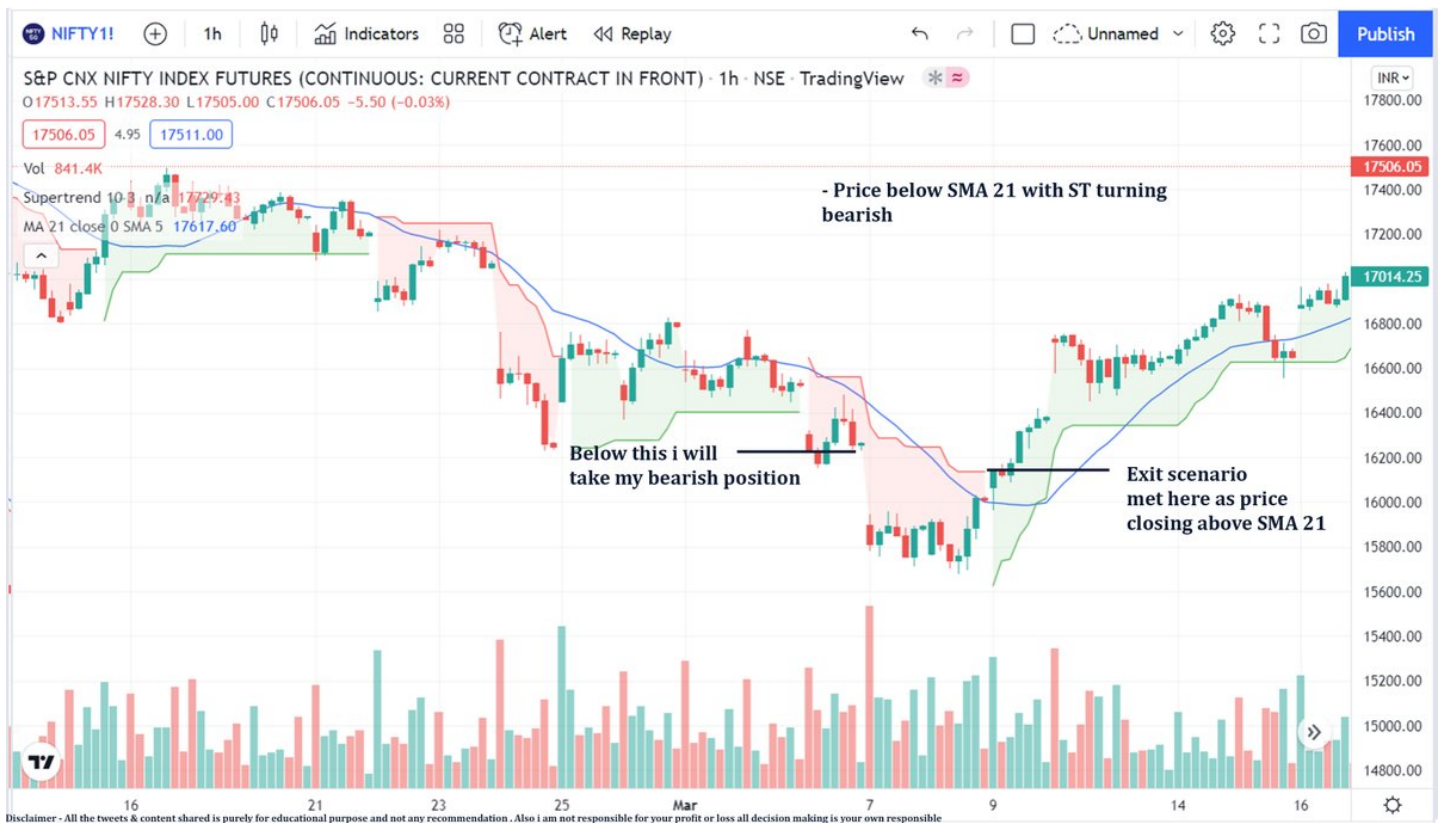 NIFTY1! 1h Indicators Alert Replay Unnamed Publish
S&P CNX NIFTY INDEX FUTURES (CONTINUOUS: CURRENT CONTRACT IN FRONT) · 1h · NSE · TradingView
INR
O17513.55 H17528.30 L17505.00 C17506.05 −5.50 (−0.03%)
17506.05 4.95 17511.00
Vol 841.4K
Supertrend 10 3 n/a 17729.43
MA 21 close 0 SMA 5 17617.60
- Price below SMA 21 with ST turning
bearish
Below this i will
take my bearish position
Exit scenario
met here as price
closing above SMA 21
17800.00
17600.00
17506.05
17400.00
17200.00
17014.25
16800.00
16600.00
16400.00
16200.00
16000.00
15800.00
15600.00
15400.00
15200.00
15000.00
14800.00
16 21 23 25 Mar 7 9 14 16
Disclaimer - All the tweets & content shared is purely for educational purpose and not any recommendation . Also i am not responsible for your profit or loss all decision making is your own responsible